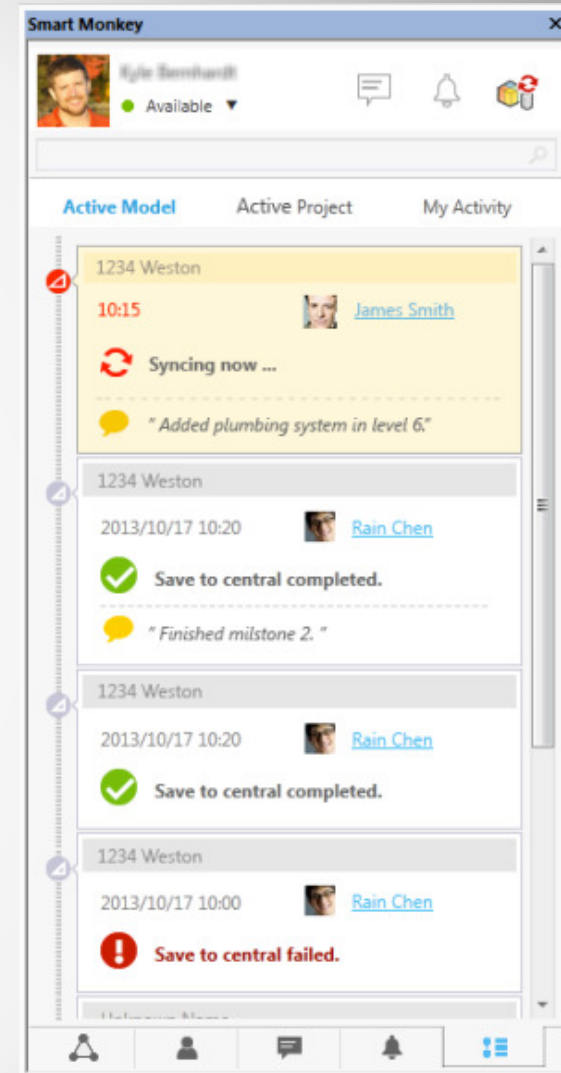 Smart Monkey
Available
Active Model Active Project My Activity
1234 Weston
10:15 James Smith
Syncing now ...
" Added plumbing system in level 6."
1234 Weston
2013/10/17 10:20 Rain Chen
Save to central completed.
" Finished milstone 2. "
1234 Weston
2013/10/17 10:20 Rain Chen
Save to central completed.
1234 Weston
2013/10/17 10:00 Rain Chen
Save to central failed.